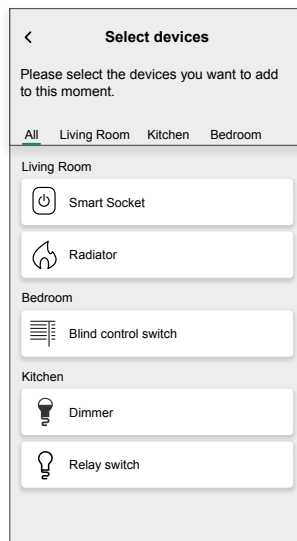 Select devices
Please select the devices you want to add
to this moment.
All Living Room Kitchen Bedroom
Living Room
Smart Socket
Radiator
Bedroom
Blind control switch
Kitchen
Dimmer
Relay switch